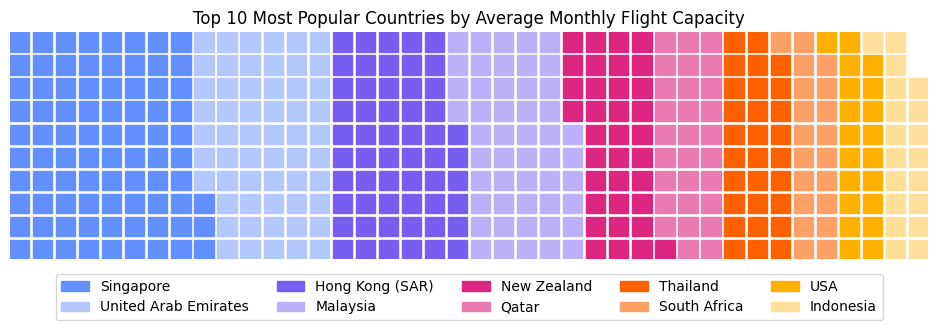 Top 10 Most Popular Countries by Average Monthly Flight Capacity
Singapore Hong Kong (SAR) New Zealand Thailand USA
United Arab Emirates Malaysia Qatar South Africa Indonesia